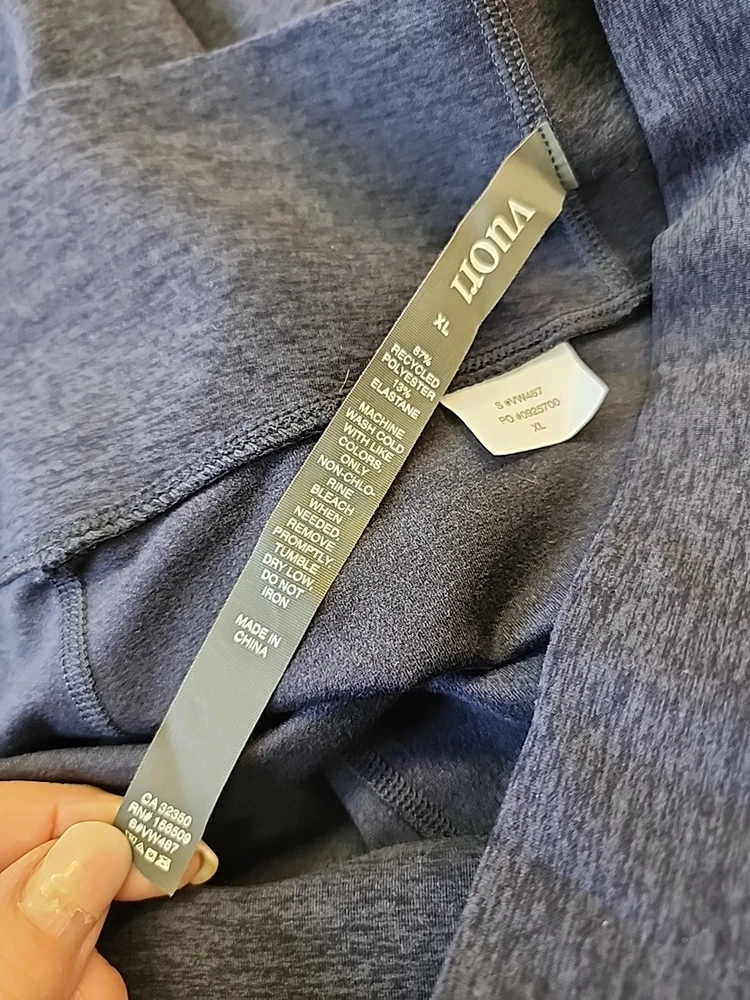 vuori
XL
87%
RECYCLED
POLYESTER
13%
ELASTANE
MACHINE
WASH COLD
WITH LIKE
COLORS.
ONLY
NON-CHLO-
RINE
BLEACH
WHEN
NEEDED.
REMOVE
PROMPTLY.
TUMBLE
DRY LOW.
DO NOT
IRON
MADE IN
CHINA
CA 32350
RN# 156509
S#VW487
S #VW487
PO #0925700
XL